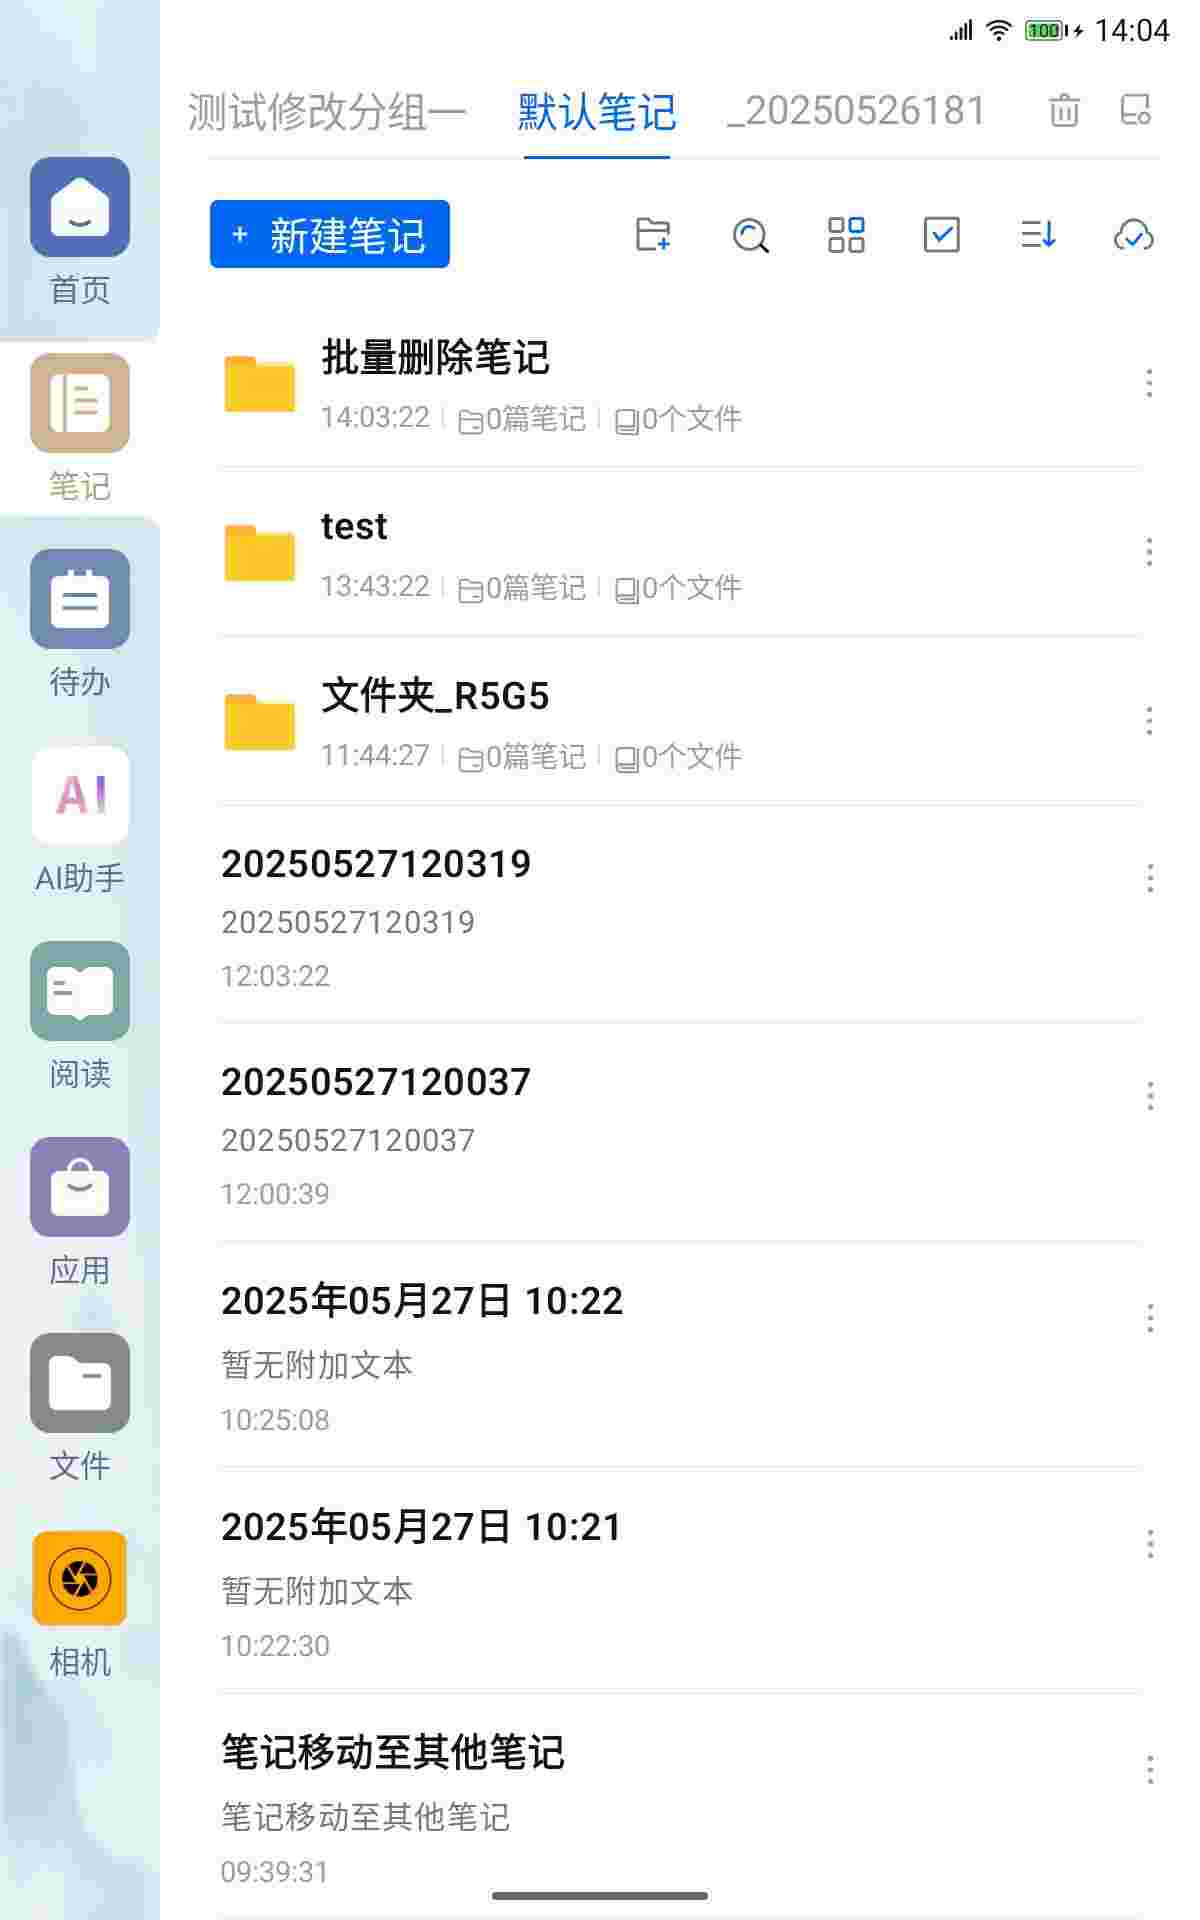 100 14:04
测试修改分组一 默认笔记 _20250526181
+ 新建笔记
首页
笔记
待办
AI
AI助手
阅读
应用
文件
相机
批量删除笔记
14:03:22 0篇笔记 0个文件
test
13:43:22 0篇笔记 0个文件
文件夹_R5G5
11:44:27 0篇笔记 0个文件
20250527120319
20250527120319
12:03:22
20250527120037
20250527120037
12:00:39
2025年05月27日 10:22
暂无附加文本
10:25:08
2025年05月27日 10:21
暂无附加文本
10:22:30
笔记移动至其他笔记
笔记移动至其他笔记
09:39:31